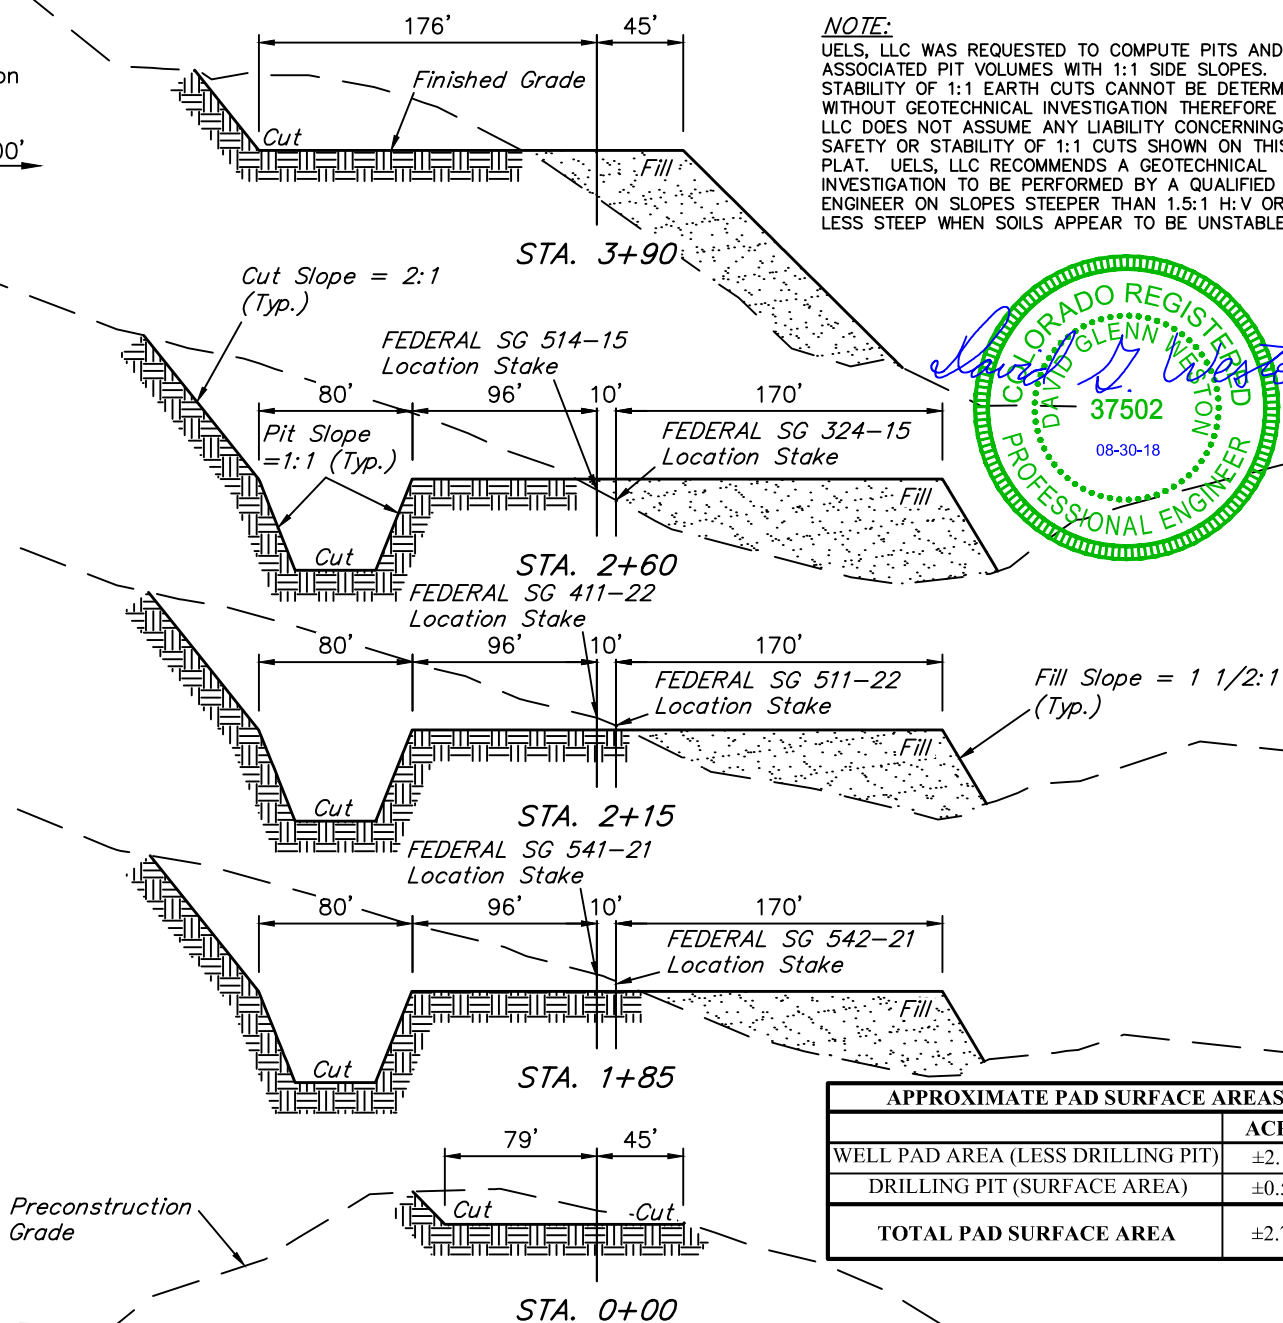 176'
45'
on
00'
Finished Grade
Cut
Fill
STA. 3+90
NOTE:
UELS, LLC WAS REQUESTED TO COMPUTE PITS AND
ASSOCIATED PIT VOLUMES WITH 1:1 SIDE SLOPES.
STABILITY OF 1:1 EARTH CUTS CANNOT BE DETERM
WITHOUT GEOTECHNICAL INVESTIGATION THEREFORE
LLC DOES NOT ASSUME ANY LIABILITY CONCERNING
SAFETY OR STABILITY OF 1:1 CUTS SHOWN ON THIS
PLAT. UELS, LLC RECOMMENDS A GEOTECHNICAL
INVESTIGATION TO BE PERFORMED BY A QUALIFIED
ENGINEER ON SLOPES STEEPER THAN 1.5:1 H:V OR
LESS STEEP WHEN SOILS APPEAR TO BE UNSTABLE
COLORADO REGISTERED
DAVID GLENN WESTON
David G. Weston
37502
08-30-18
PROFESSIONAL ENGINEER
Cut Slope = 2:1
(Typ.)
FEDERAL SG 514-15
Location Stake
80'
96'
10'
170'
Pit Slope
=1:1 (Typ.)
FEDERAL SG 324-15
Location Stake
Fill
Cut
STA. 2+60
FEDERAL SG 411-22
Location Stake
80'
96'
10'
170'
FEDERAL SG 511-22
Location Stake
Fill Slope = 1 1/2:1
(Typ.)
Fill
Cut
STA. 2+15
FEDERAL SG 541-21
Location Stake
80'
96'
10'
170'
FEDERAL SG 542-21
Location Stake
Fill
Cut
STA. 1+85
79'
45'
Preconstruction
Grade
Cut
Cut
STA. 0+00
APPROXIMATE PAD SURFACE AREAS
WELL PAD AREA (LESS DRILLING PIT) ±2.
DRILLING PIT (SURFACE AREA) ±0.
TOTAL PAD SURFACE AREA ±2.